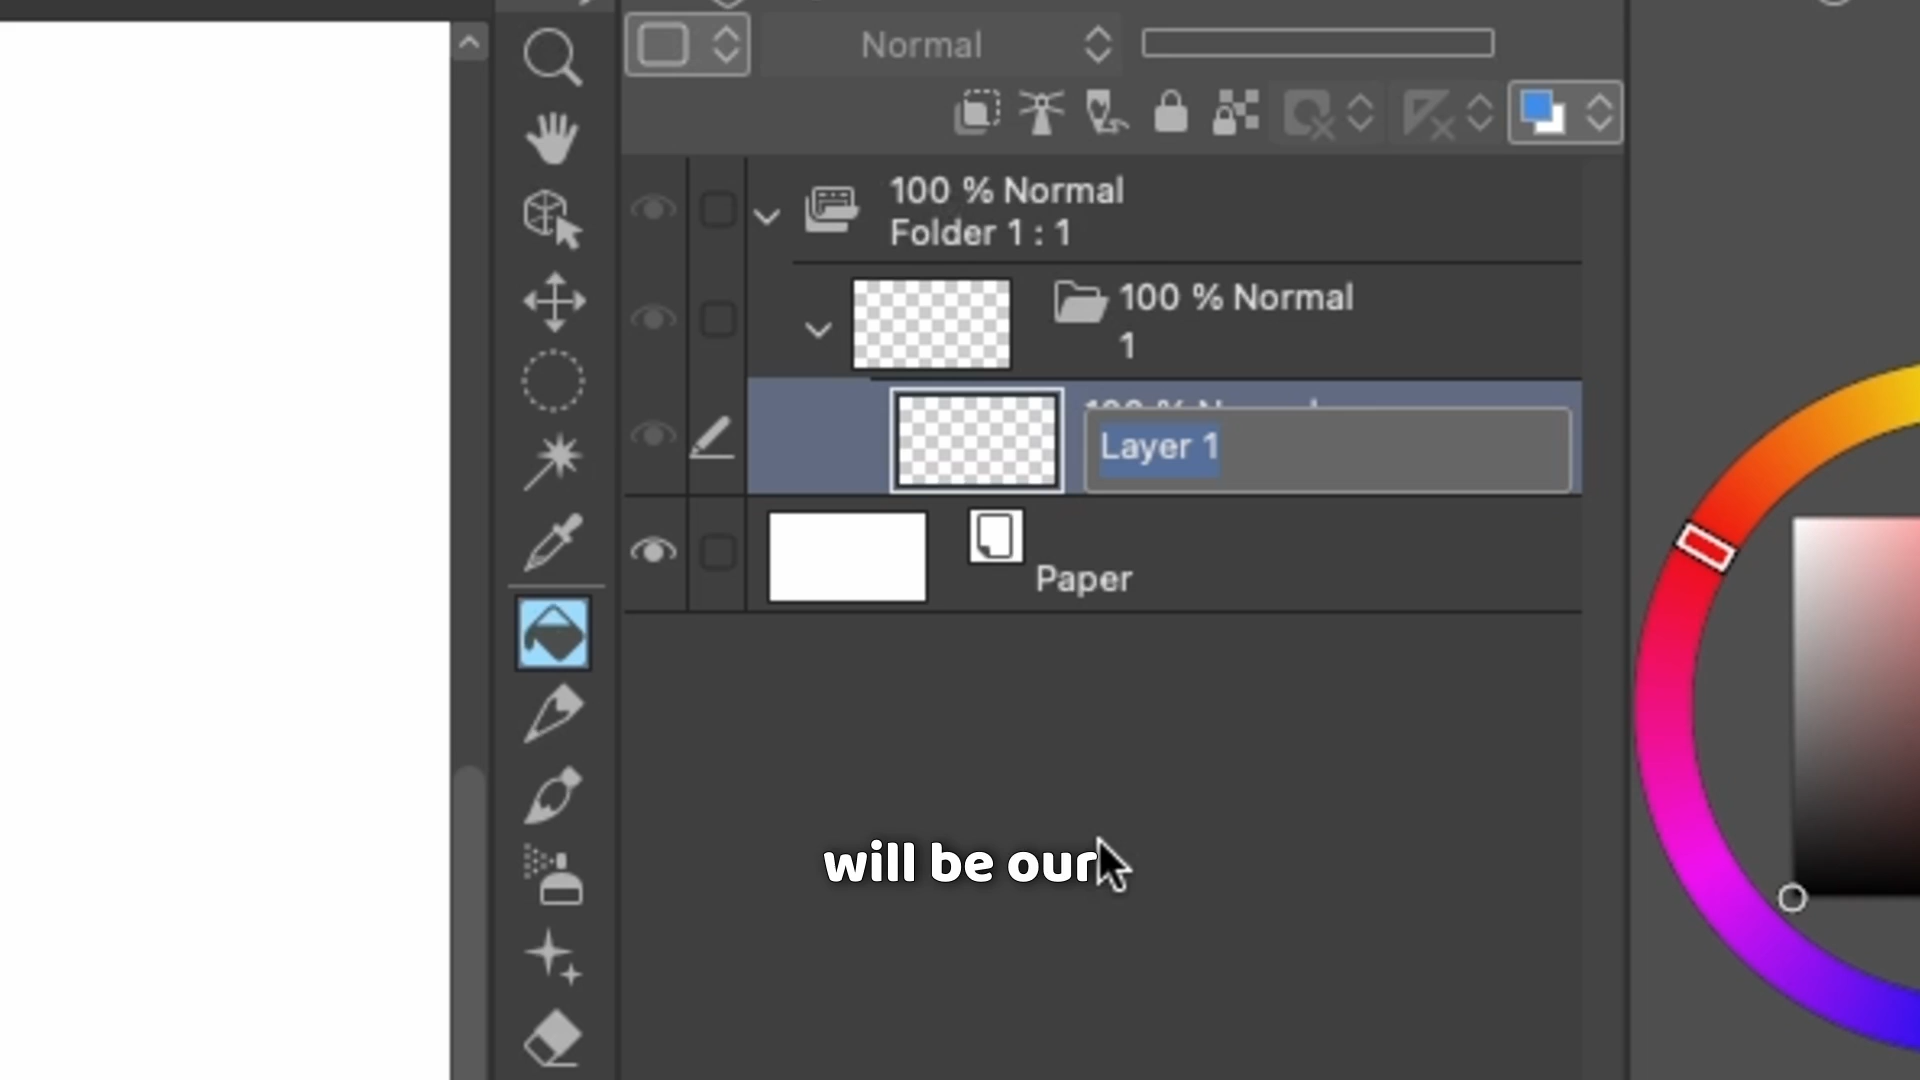 Normal
100 % Normal
Folder 1 : 1
100 % Normal
1
Layer 1
Paper
will be our